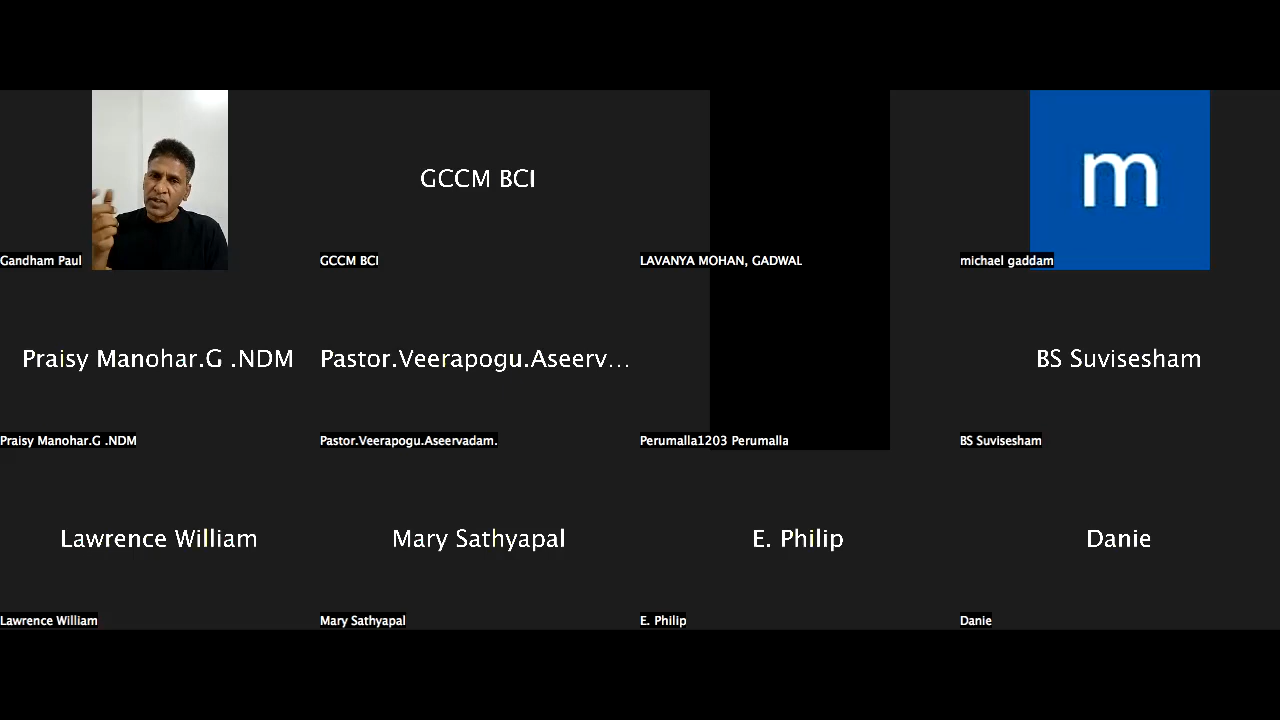 GCCM BCI
m
Gandham Paul
GCCM BCI
LAVANYA MOHAN, GADWAL
michael gaddam
Praisy Manohar.G .NDM
Pastor.Veerapogu.Aseerv...
BS Suvisesham
Praisy Manohar.G .NDM
Pastor.Veerapogu.Aseervadam.
Perumalla1203 Perumalla
BS Suvisesham
Lawrence William
Mary Sathyapal
E. Philip
Danie
Lawrence William
Mary Sathyapal
E. Philip
Danie